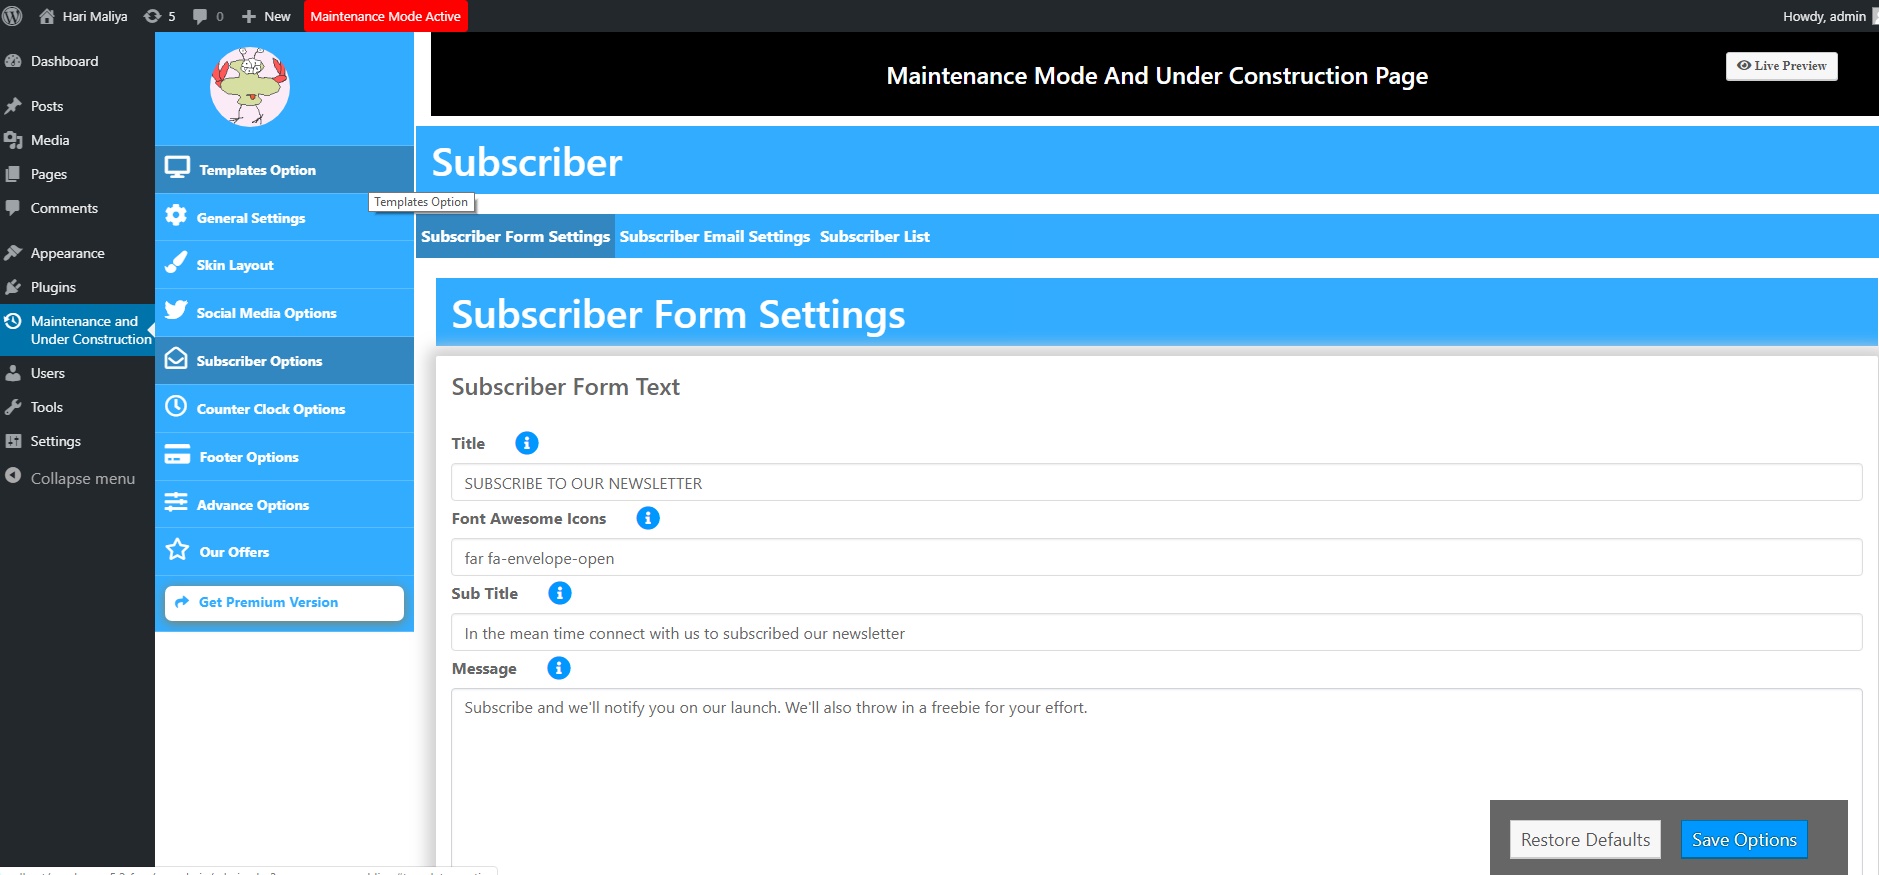 Hari Maliya
5
0
New
Maintenance Mode Active
Howdy, admin
Dashboard
Posts
Media
Pages
Comments
Appearance
Plugins
Maintenance and
Under Construction
Users
Tools
Settings
Collapse menu
Templates Option
General Settings
Skin Layout
Social Media Options
Subscriber Options
Counter Clock Options
Footer Options
Advance Options
Our Offers
Get Premium Version
Templates Option
Maintenance Mode And Under Construction Page
Live Preview
Subscriber
Subscriber Form Settings Subscriber Email Settings Subscriber List
Subscriber Form Settings
Subscriber Form Text
Title
SUBSCRIBE TO OUR NEWSLETTER
Font Awesome Icons
far fa-envelope-open
Sub Title
In the mean time connect with us to subscribed our newsletter
Message
Subscribe and we'll notify you on our launch. We'll also throw in a freebie for your effort.
Restore Defaults
Save Options